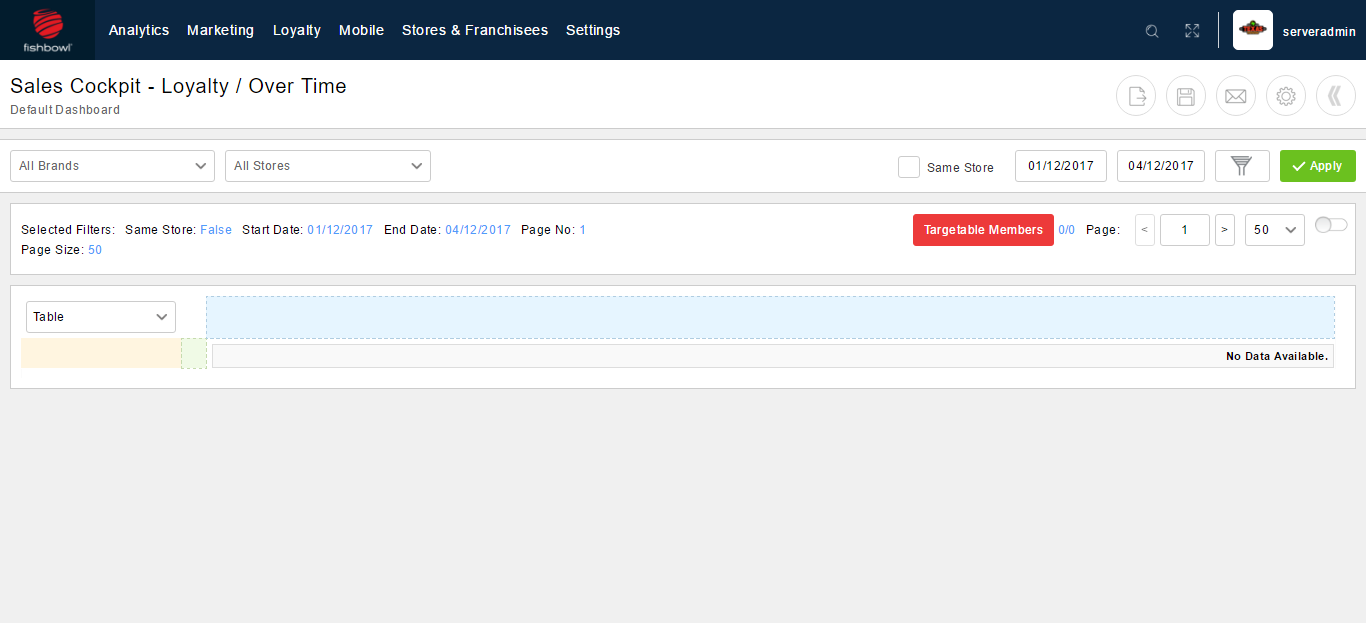 fishbowl
Analytics Marketing Loyalty Mobile Stores & Franchisees Settings serveradmin
Sales Cockpit - Loyalty / Over Time
Default Dashboard
All Brands All Stores Same Store 01/12/2017 04/12/2017 Apply
Selected Filters: Same Store: False Start Date: 01/12/2017 End Date: 04/12/2017 Page No: 1
Page Size: 50
Targetable Members 0/0 Page: < 1 > 50
Table
No Data Available.